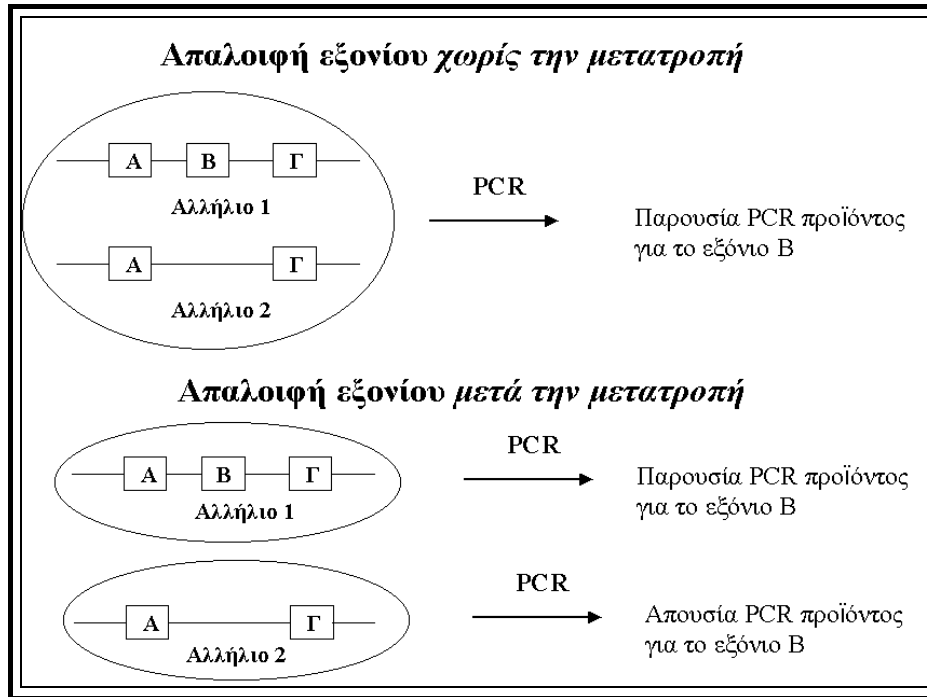 Απαλοιφή εξονίου χωρίς την μετατροπή
Α Β Γ
Αλλήλιο 1
Α Γ
Αλλήλιο 2
PCR
Παρουσία PCR προϊόντος
για το εξόνιο Β
Απαλοιφή εξονίου μετά την μετατροπή
Α Β Γ
Αλλήλιο 1
PCR
Παρουσία PCR προϊόντος
για το εξόνιο Β
Α Γ
Αλλήλιο 2
PCR
Απουσία PCR προϊόντος
για το εξόνιο Β